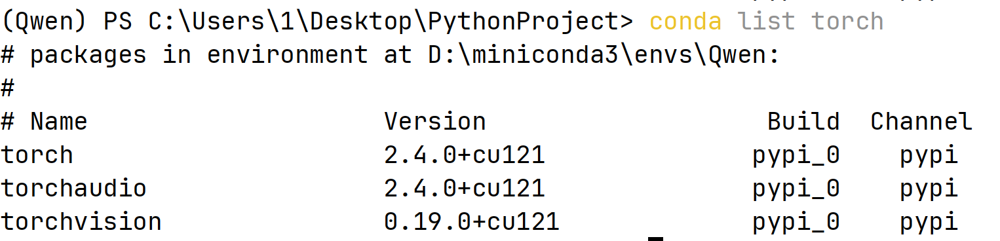 (Qwen) PS C:\Users\1\Desktop\PythonProject> conda list torch
# packages in environment at D:\miniconda3\envs\Qwen:
#
# Name Version Build Channel
torch 2.4.0+cu121 pypi_0 pypi
torchaudio 2.4.0+cu121 pypi_0 pypi
torchvision 0.19.0+cu121 pypi_0 pypi